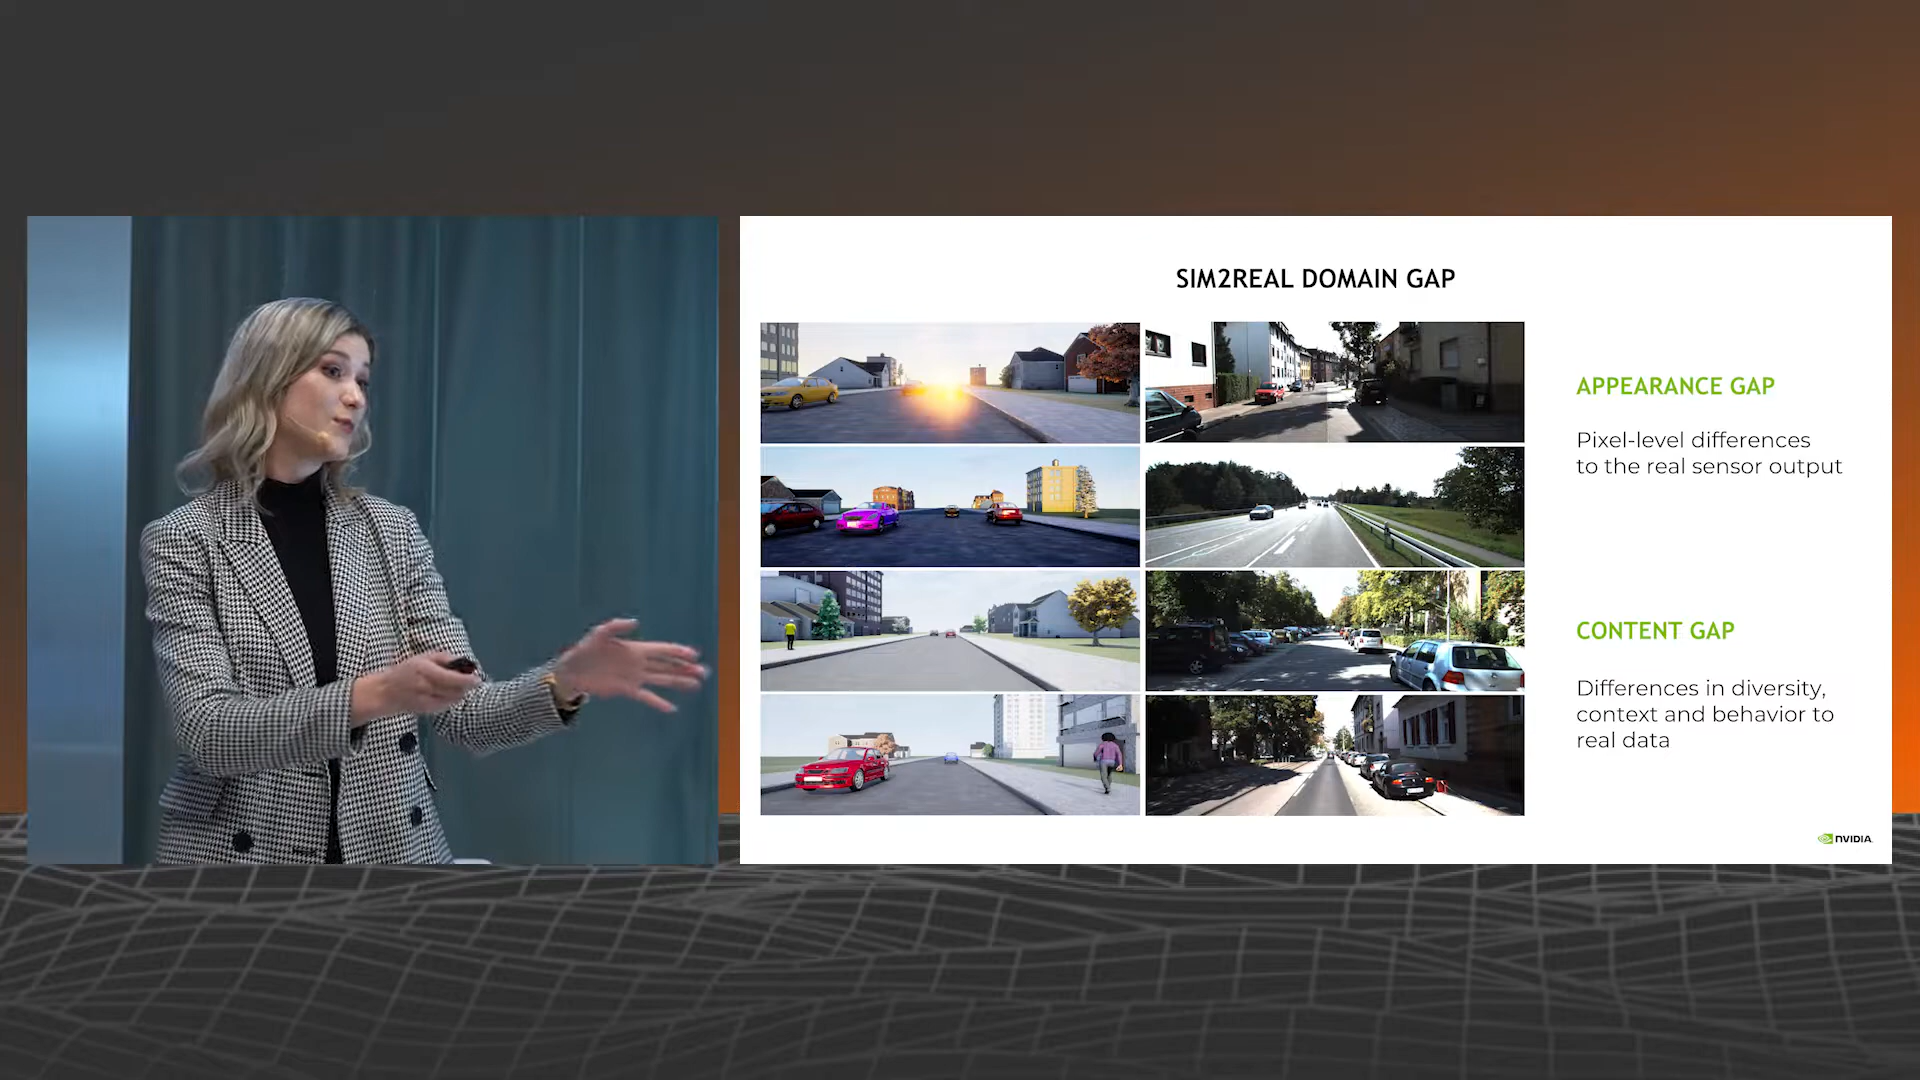 SIM2REAL DOMAIN GAP
APPEARANCE GAP
Pixel-level differences
to the real sensor output
CONTENT GAP
Differences in diversity,
context and behavior to
real data
NVIDIA.